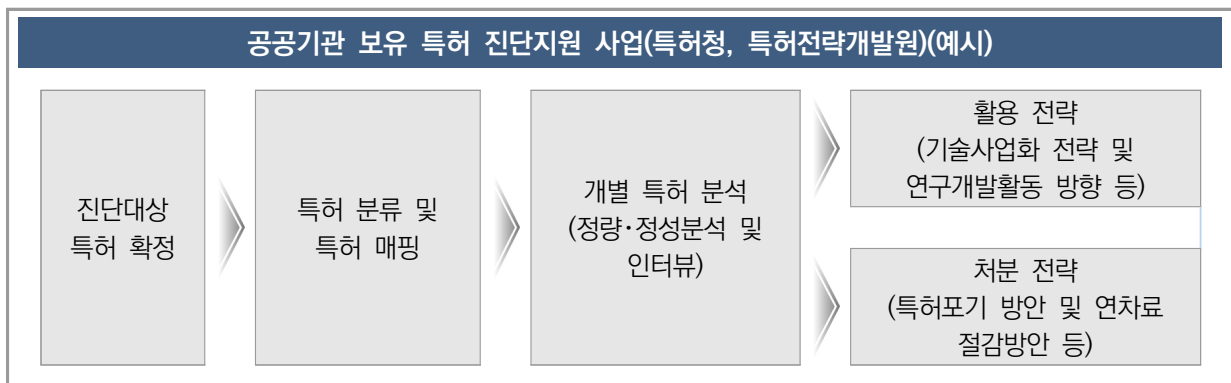 공공기관 보유 특허 진단지원 사업(특허청, 특허전략개발원)(예시)
진단대상
특허 확정
특허 분류 및
특허 매핑
개별 특허 분석
(정량·정성분석 및
인터뷰)
활용 전략
(기술사업화 전략 및
연구개발활동 방향 등)
처분 전략
(특허포기 방안 및 연차료
절감방안 등)